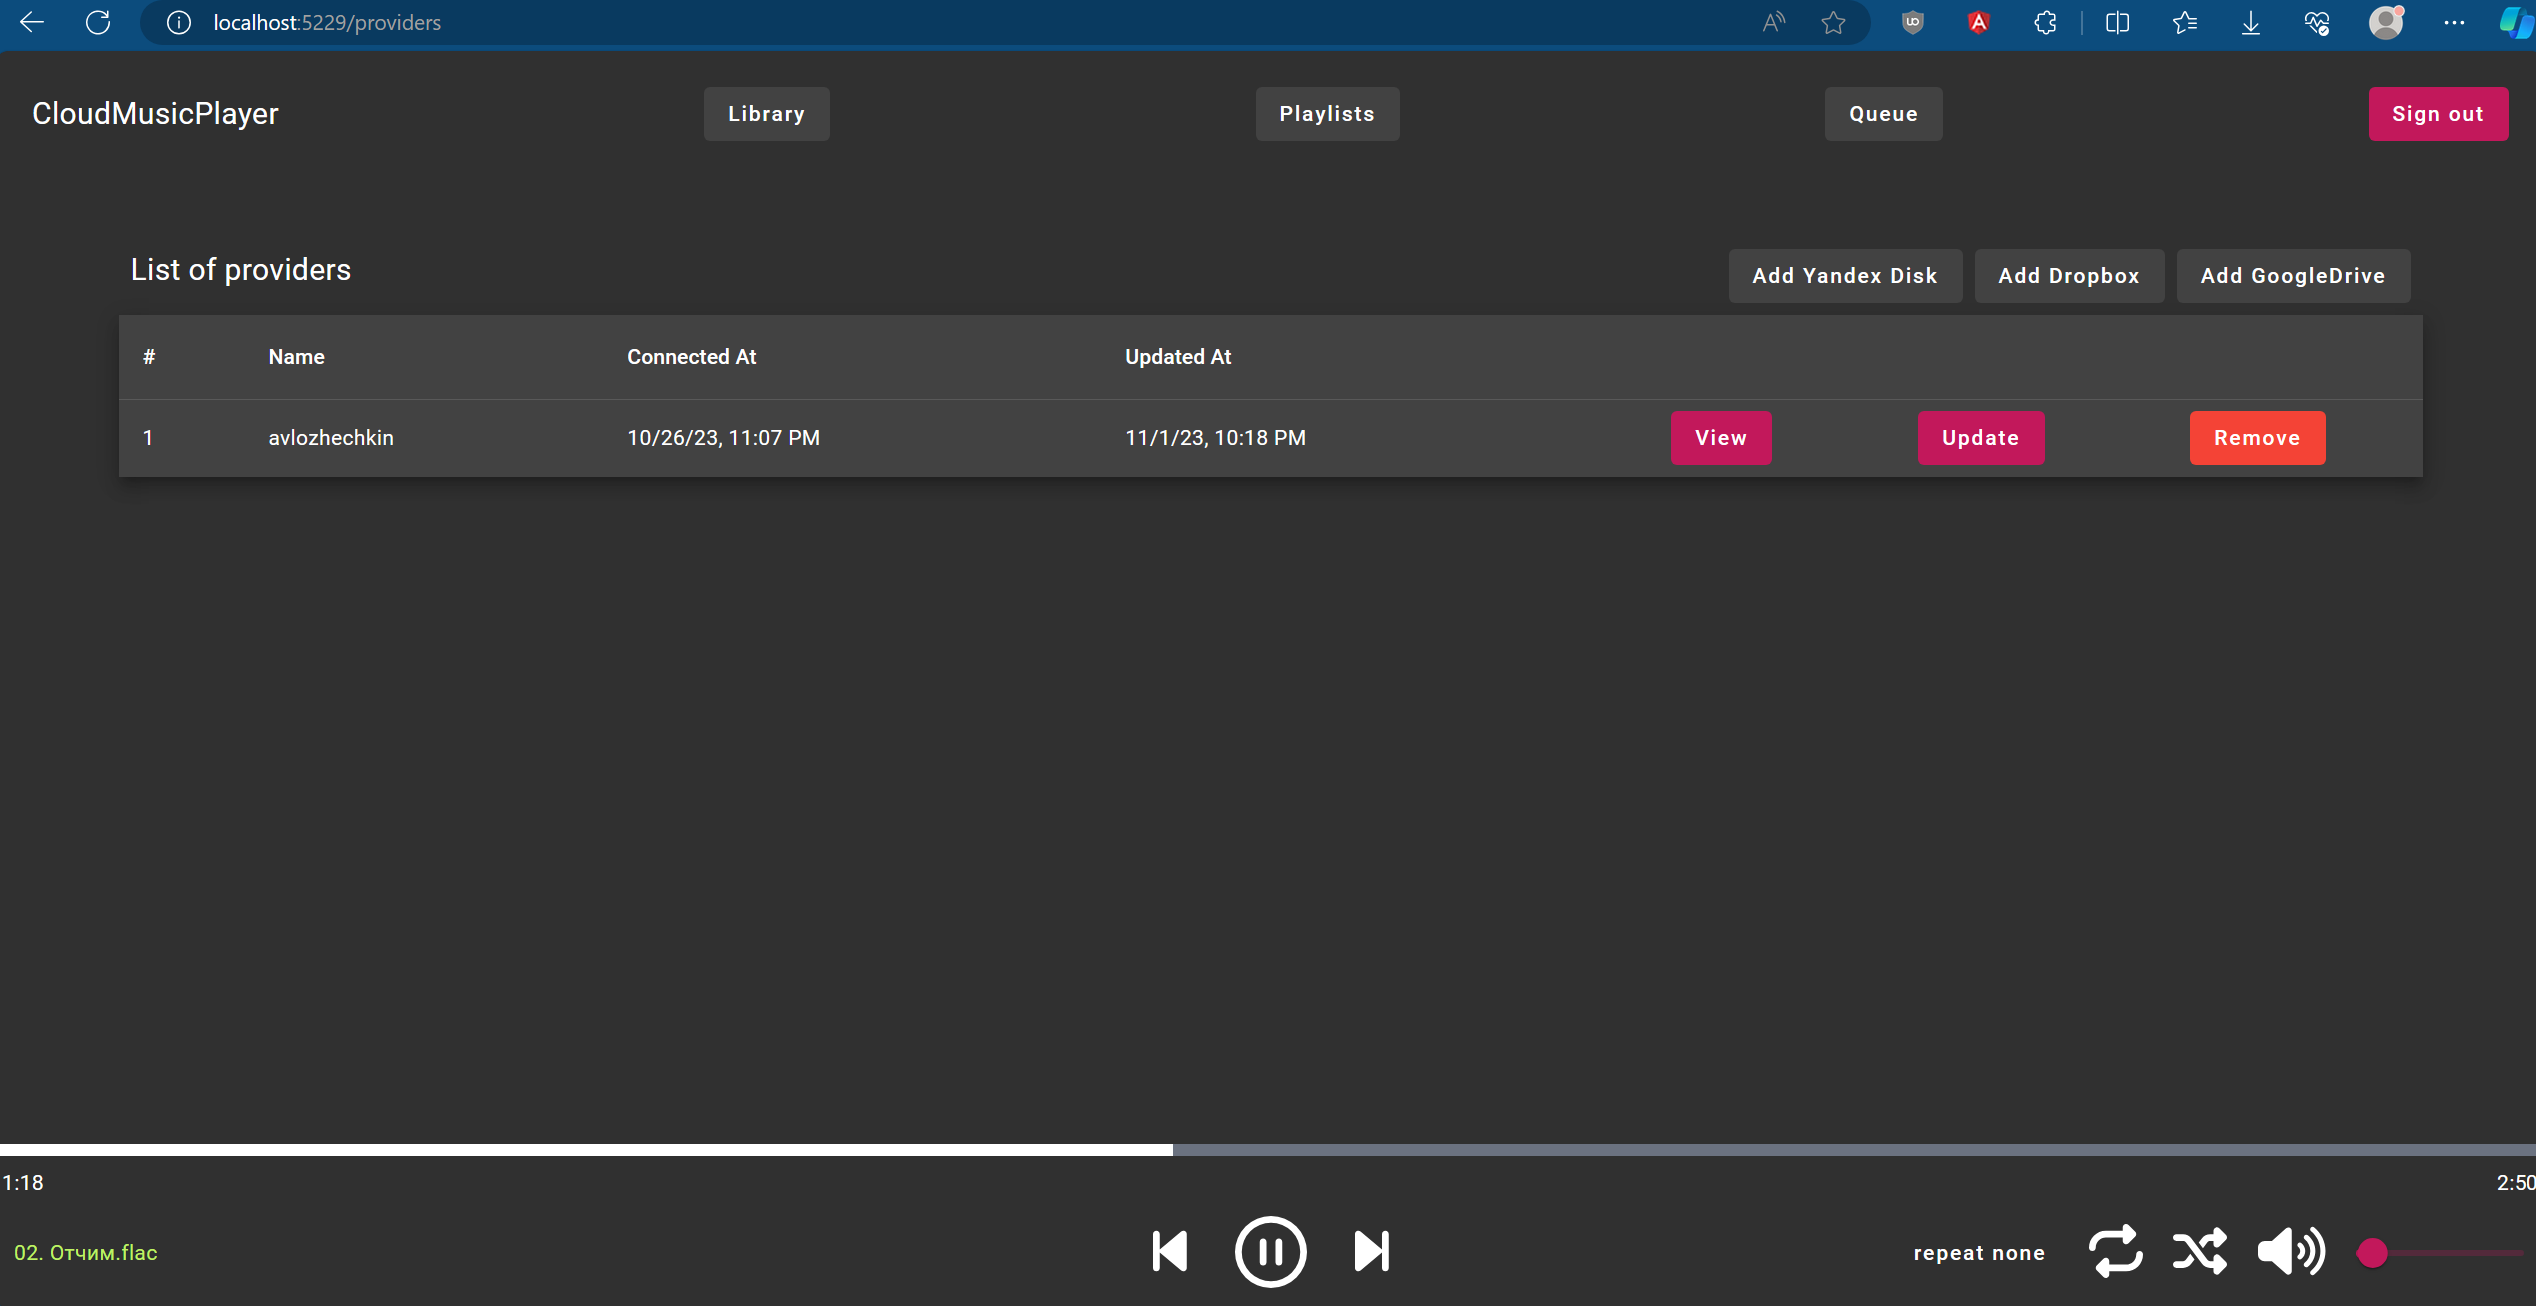 localhost:5229/providers
CloudMusicPlayer Library Playlists Queue Sign out
List of providers Add Yandex Disk Add Dropbox Add GoogleDrive
# Name Connected At Updated At
1 avlozhechkin 10/26/23, 11:07 PM 11/1/23, 10:18 PM View Update Remove
1:18 2:50
02. Отчим.flac repeat none